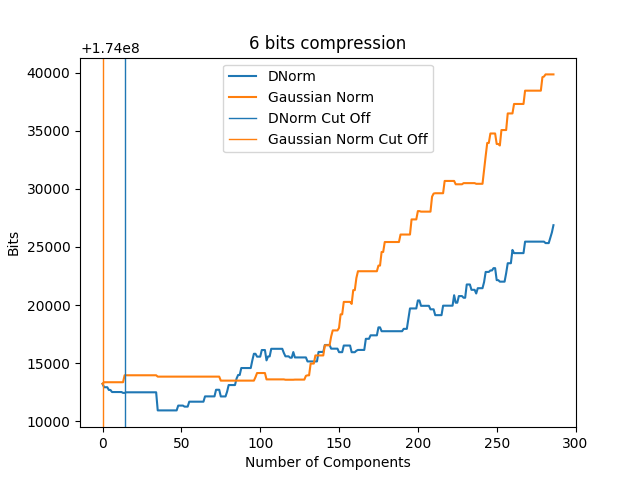 6 bits compression
+1.74e8
40000
35000
30000
25000
20000
15000
10000
Bits
DNorm
Gaussian Norm
DNorm Cut Off
Gaussian Norm Cut Off
0 50 100 150 200 250 300
Number of Components